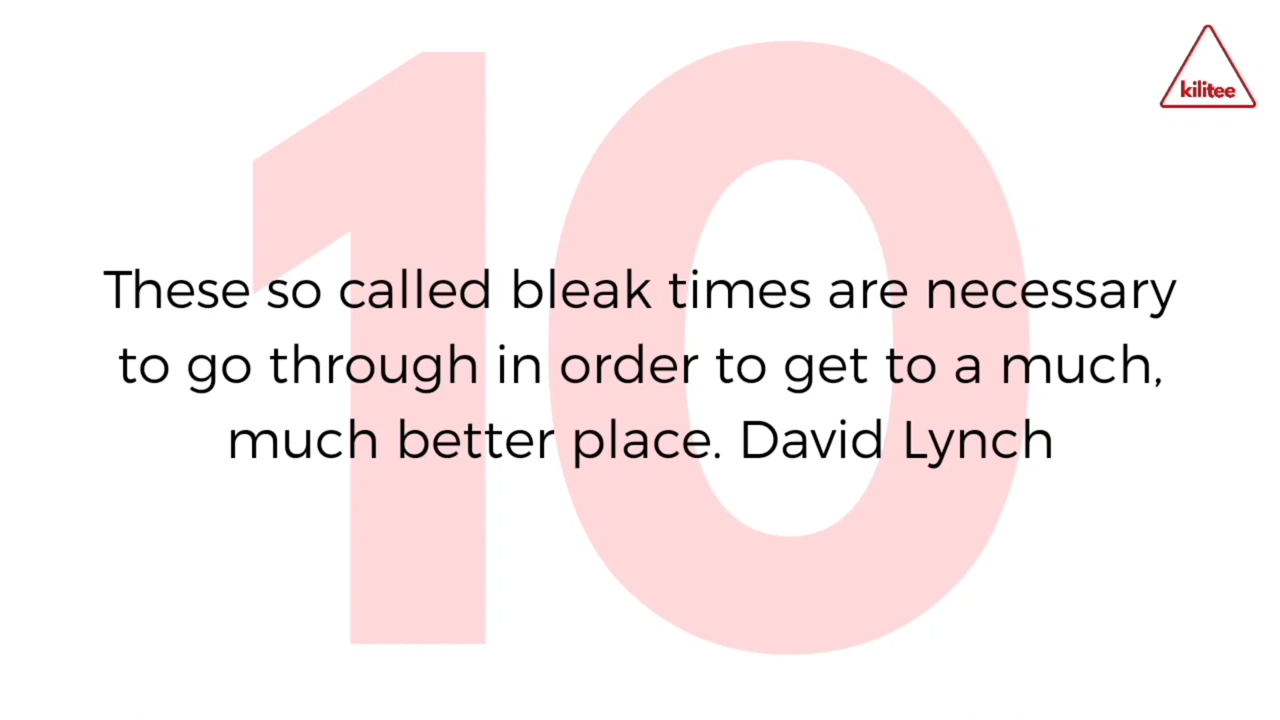 kilitee
10
These so called bleak times are necessary
to go through in order to get to a much,
much better place. David Lynch